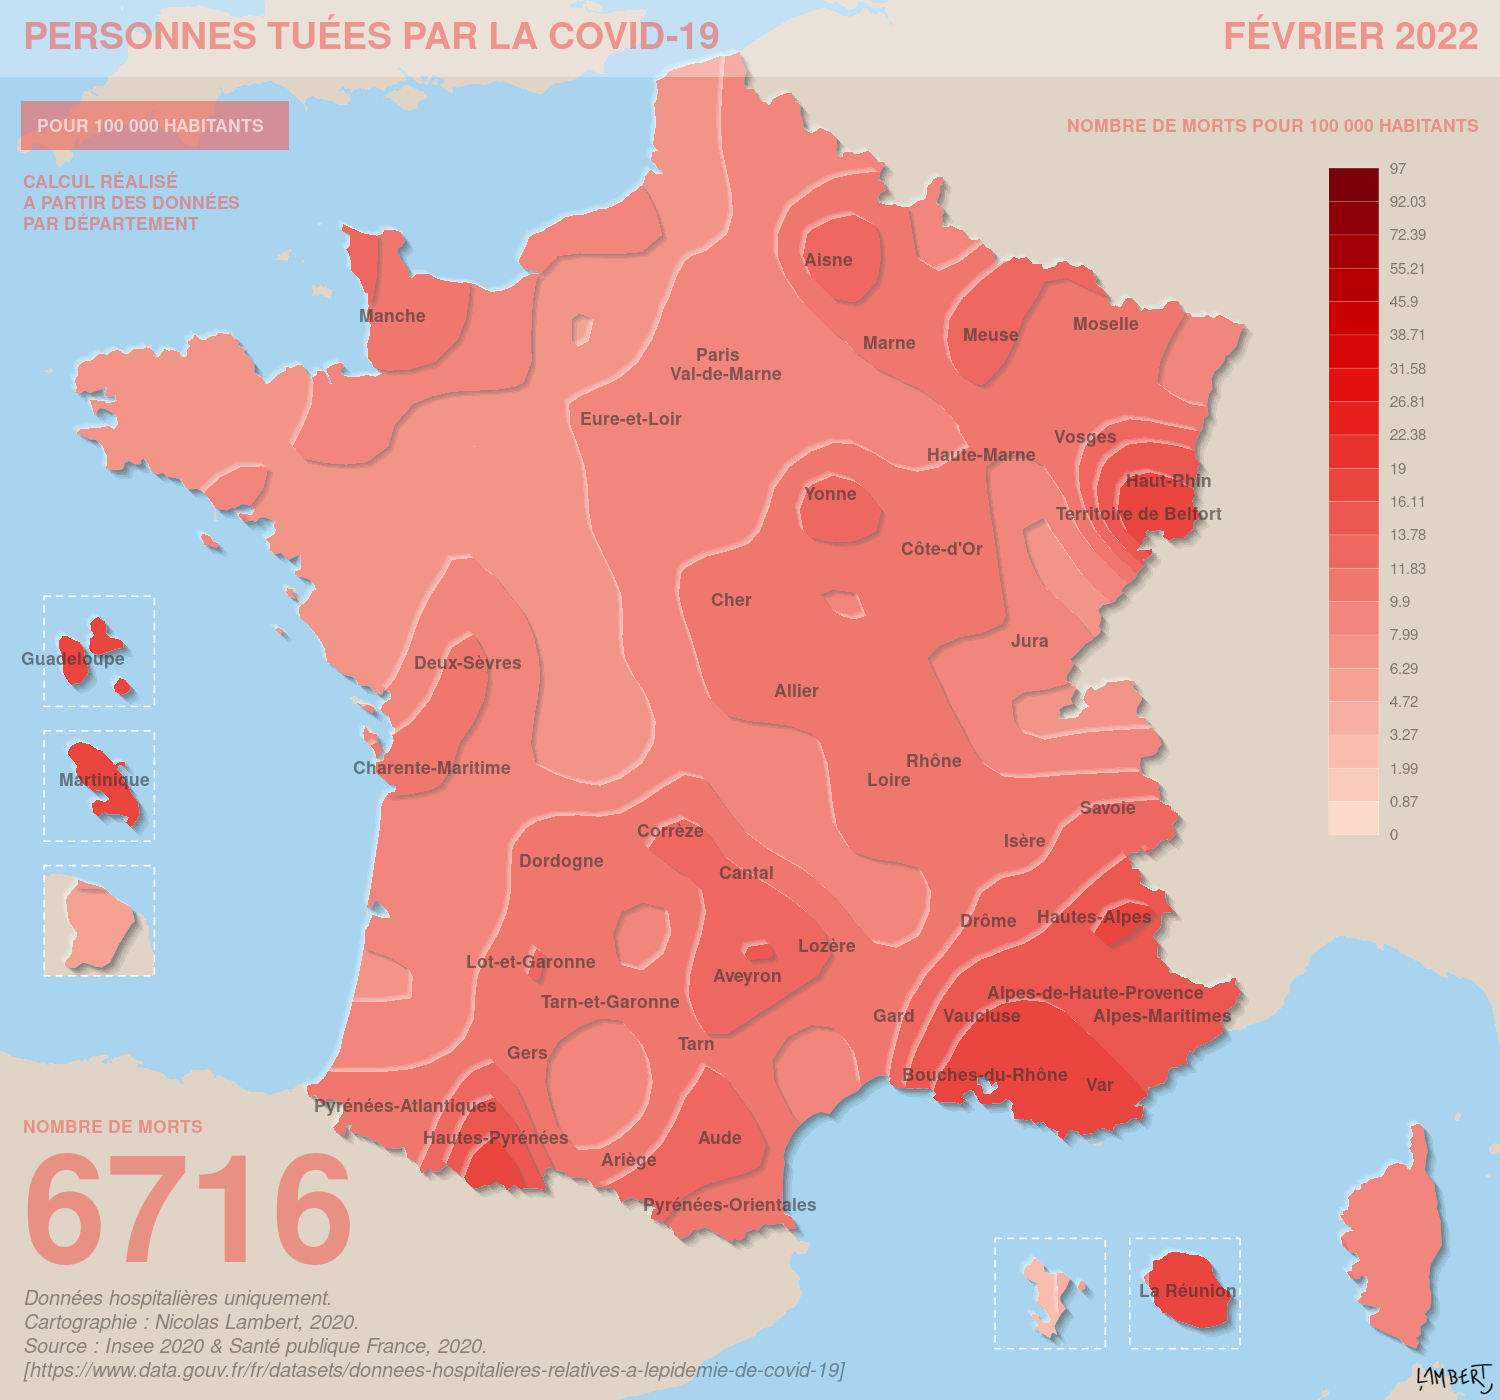 PERSONNES TUÉES PAR LA COVID-19
FÉVRIER 2022
POUR 100 000 HABITANTS
CALCUL RÉALISÉ
A PARTIR DES DONNÉES
PAR DÉPARTEMENT
NOMBRE DE MORTS POUR 100 000 HABITANTS
97
92.03
72.39
55.21
45.9
38.71
31.58
26.81
22.38
19
16.11
13.78
11.83
9.9
7.99
6.29
4.72
3.27
1.99
0.87
0
Aisne
Manche
Moselle
Meuse
Marne
Paris
Val-de-Marne
Eure-et-Loir
Vosges
Haute-Marne
Haut-Rhin
Yonne
Territoire de Belfort
Côte-d'Or
Cher
Jura
Guadeloupe
Deux-Sèvres
Allier
Rhône
Charente-Maritime
Loire
Martinique
Savoie
Corrèze
Isère
Dordogne
Cantal
Hautes-Alpes
Drôme
Lozère
Lot-et-Garonne
Aveyron
Alpes-de-Haute-Provence
Tarn-et-Garonne
Gard
Vaucluse
Alpes-Maritimes
Tarn
Gers
Bouches-du-Rhône
Var
Pyrénées-Atlantiques
Hautes-Pyrénées
Aude
Ariège
Pyrénées-Orientales
La Réunion
NOMBRE DE MORTS
6716
Données hospitalières uniquement.
Cartographie : Nicolas Lambert, 2020.
Source : Insee 2020 & Santé publique France, 2020.
[https://www.data.gouv.fr/fr/datasets/donnees-hospitalieres-relatives-a-lepidemie-de-covid-19]
LAMBERT